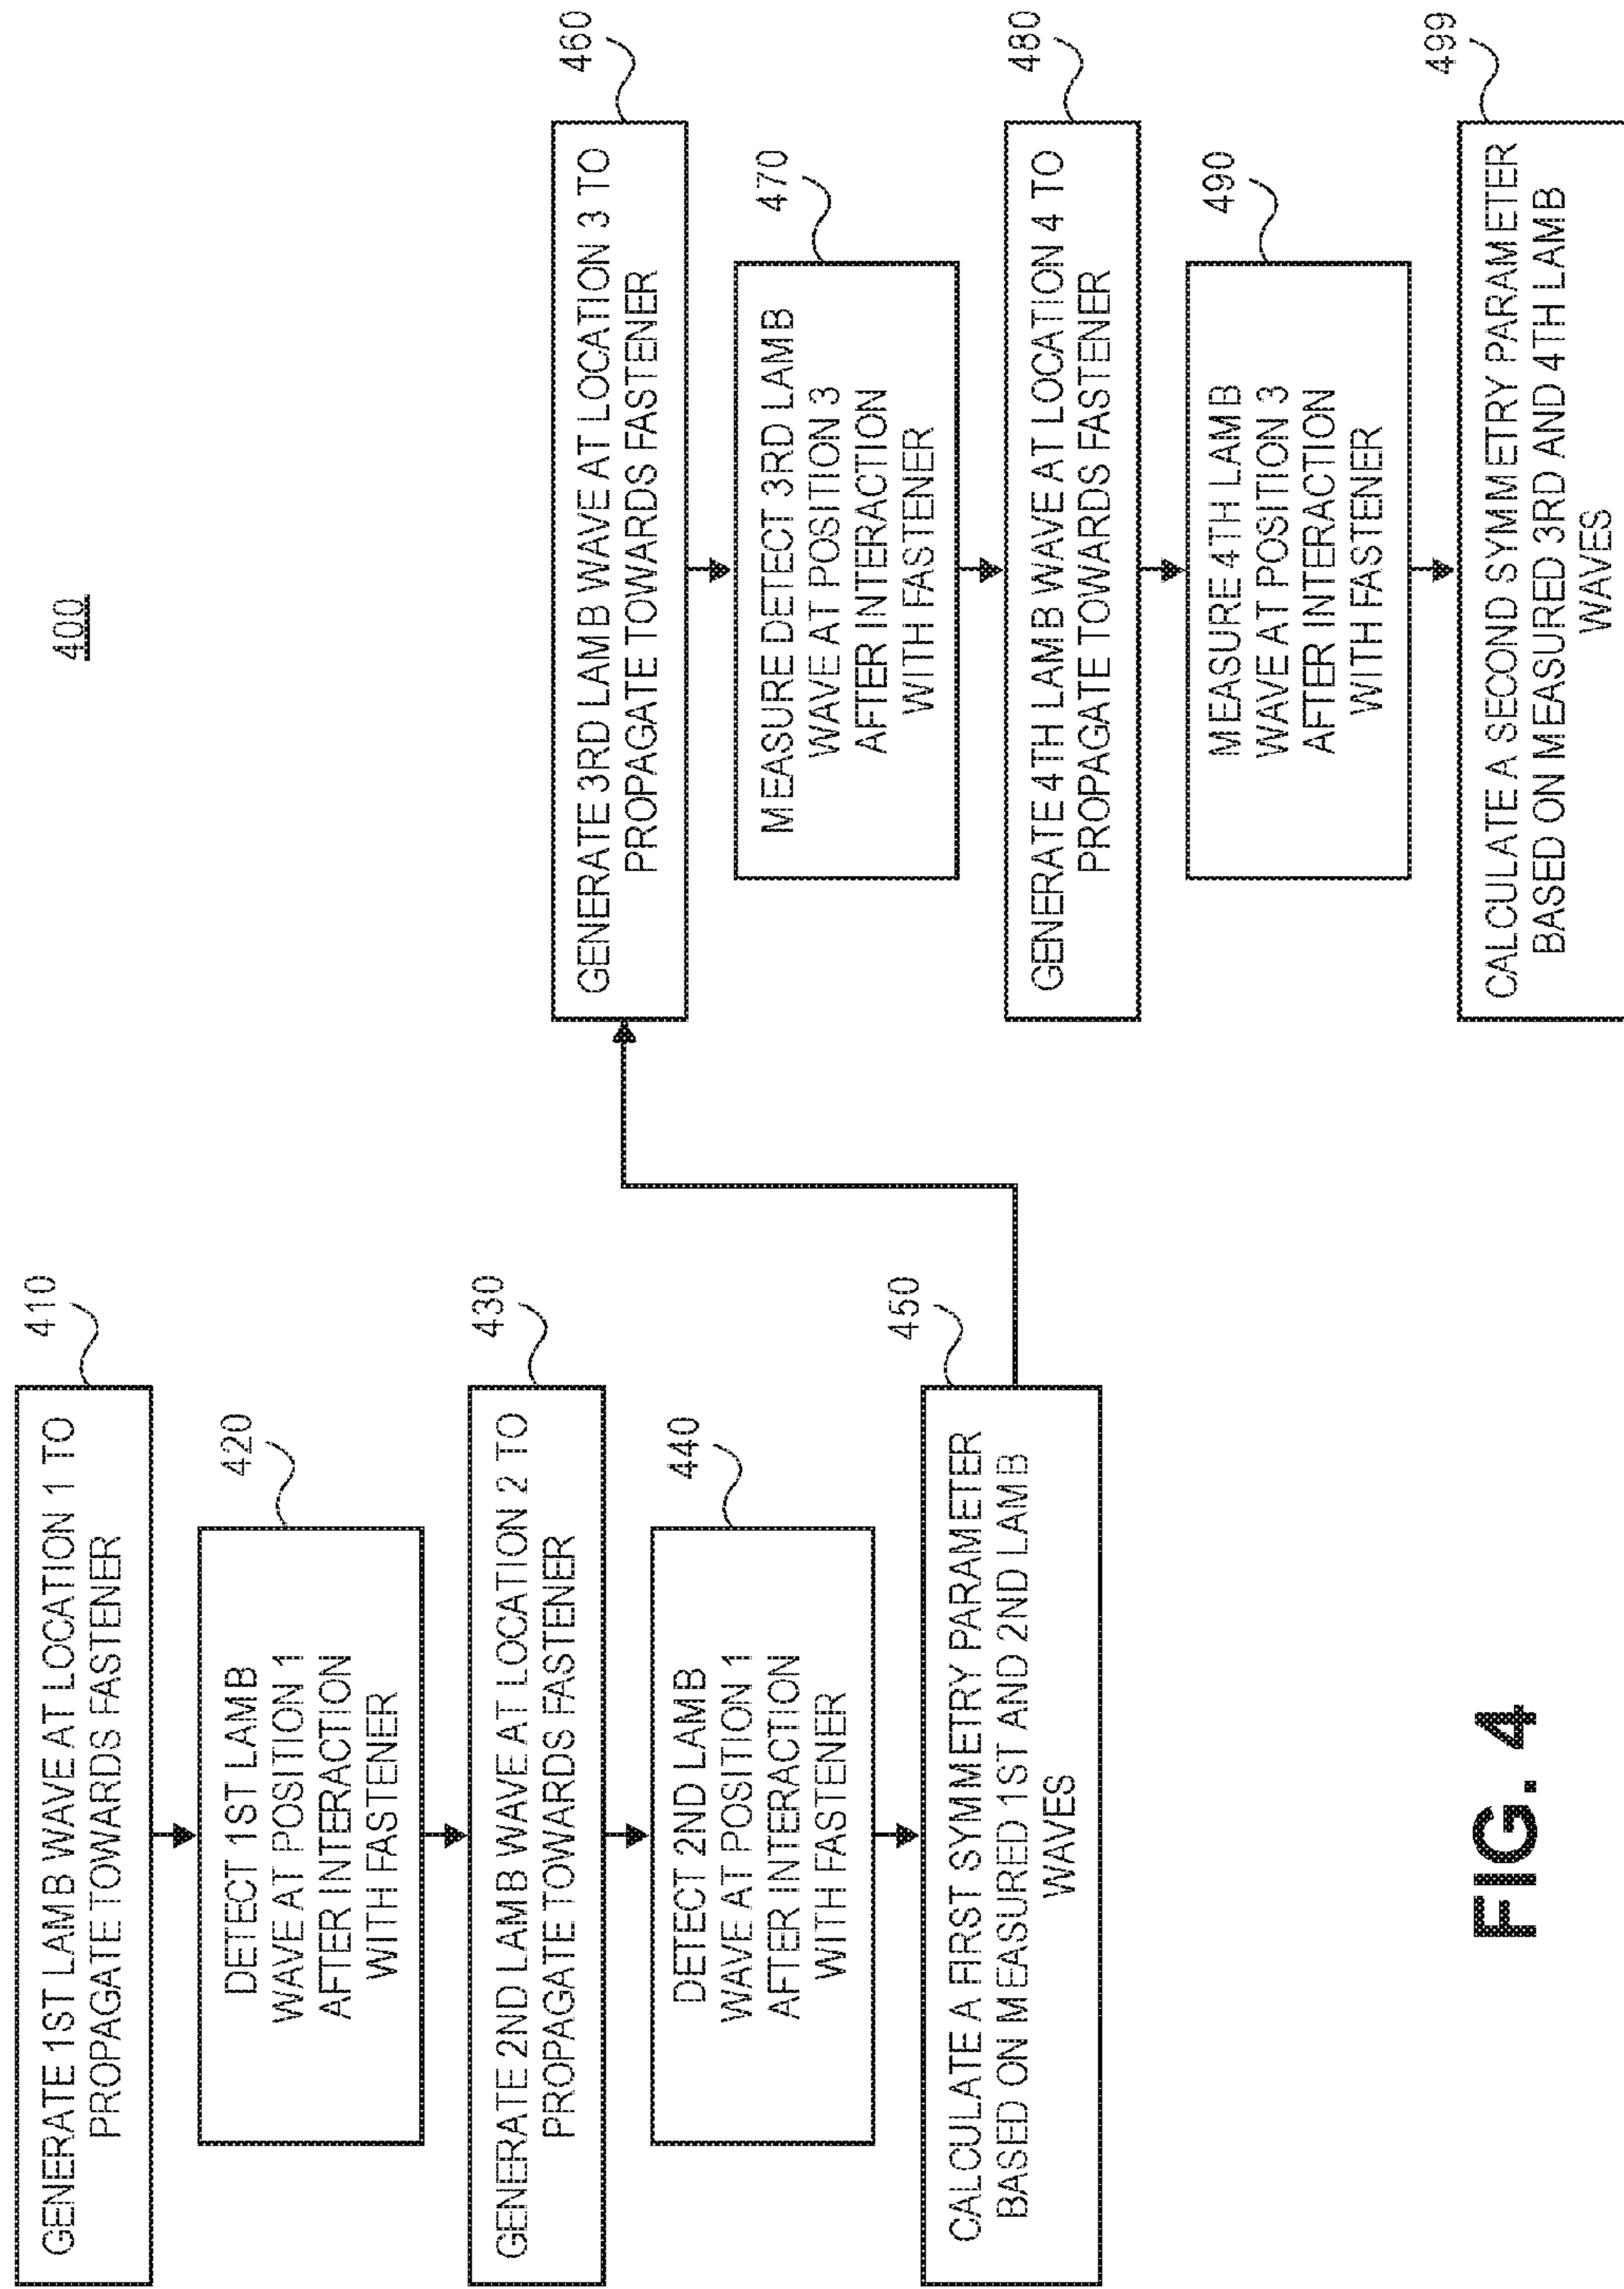 400
GENERATE 1ST LAMB WAVE AT LOCATION 1 TO
PROPAGATE TOWARDS FASTENER
410
DETECT 1ST LAMB
WAVE AT POSITION 1
AFTER INTERACTION
WITH FASTENER
420
GENERATE 2ND LAMB WAVE AT LOCATION 2 TO
PROPAGATE TOWARDS FASTENER
430
DETECT 2ND LAMB
WAVE AT POSITION 1
AFTER INTERACTION
WITH FASTENER
440
CALCULATE A FIRST SYMMETRY PARAMETER
BASED ON MEASURED 1ST AND 2ND LAMB
WAVES
450
GENERATE 3RD LAMB WAVE AT LOCATION 3 TO
PROPAGATE TOWARDS FASTENER
460
MEASURE DETECT 3RD LAMB
WAVE AT POSITION 3
AFTER INTERACTION
WITH FASTENER
470
GENERATE 4TH LAMB WAVE AT LOCATION 4 TO
PROPAGATE TOWARDS FASTENER
480
MEASURE 4TH LAMB
WAVE AT POSITION 3
AFTER INTERACTION
WITH FASTENER
490
CALCULATE A SECOND SYMMETRY PARAMETER
BASED ON MEASURED 3RD AND 4TH LAMB
WAVES
499
FIG. 4